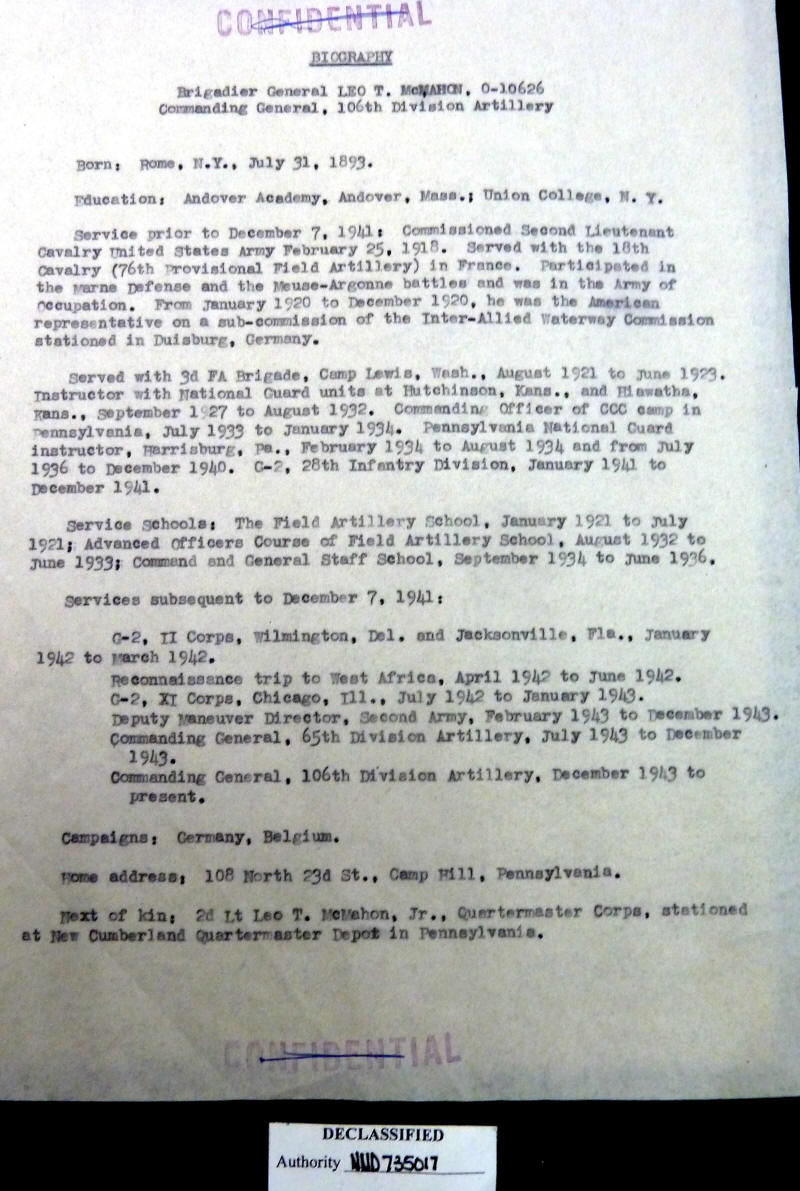 CONFIDENTIAL
BIOGRAPHY
Brigadier General LEO T. McMAHON, O-10626
Commanding General, 106th Division Artillery
Born: Rome, N.Y., July 31, 1893.
Education: Andover Academy, Andover, Mass.; Union College, N. Y.
Service prior to December 7, 1941: Commissioned Second Lieutenant
Cavalry United States Army February 25, 1918. Served with the 18th
Cavalry (76th Provisional Field Artillery) in France. Participated in
the Marne Defense and the Meuse-Argonne battles and was in the Army of
Occupation. From January 1920 to December 1920, he was the American
representative on a sub-commission of the Inter-Allied Waterway Commission
stationed in Duisburg, Germany.
Served with 3d FA Brigade, Camp Lewis, Wash., August 1921 to June 1923.
Instructor with National Guard units at Hutchinson, Kans., and Hiawatha,
Kans., September 1927 to August 1932. Commanding Officer of CCC camp in
Pennsylvania, July 1933 to January 1934. Pennsylvania National Guard
instructor, Harrisburg, Pa., February 1934 to August 1934 and from July
1936 to December 1940. G-2, 28th Infantry Division, January 1941 to
December 1941.
Service schools: The Field Artillery School, January 1921 to July
1921; Advanced Officers Course of Field Artillery School, August 1932 to
June 1933; Command and General Staff School, September 1934 to June 1936.
Services subsequent to December 7, 1941:
G-2, II Corps, Wilmington, Del. and Jacksonville, Fla., January
1942 to March 1942.
Reconnaissance trip to West Africa, April 1942 to June 1942.
G-2, XI Corps, Chicago, Ill., July 1942 to January 1943.
Deputy Maneuver Director, Second Army, February 1943 to December 1943.
Commanding General, 65th Division Artillery, July 1943 to December
1943.
Commanding General, 106th Division Artillery, December 1943 to
present.
Campaigns: Germany, Belgium.
Home address: 108 North 23d St., Camp Hill, Pennsylvania.
Next of kin: 2d Lt Leo T. McMahon, Jr., Quartermaster Corps, stationed
at New Cumberland Quartermaster Depot in Pennsylvania.
CONFIDENTIAL
DECLASSIFIED
Authority NND735017